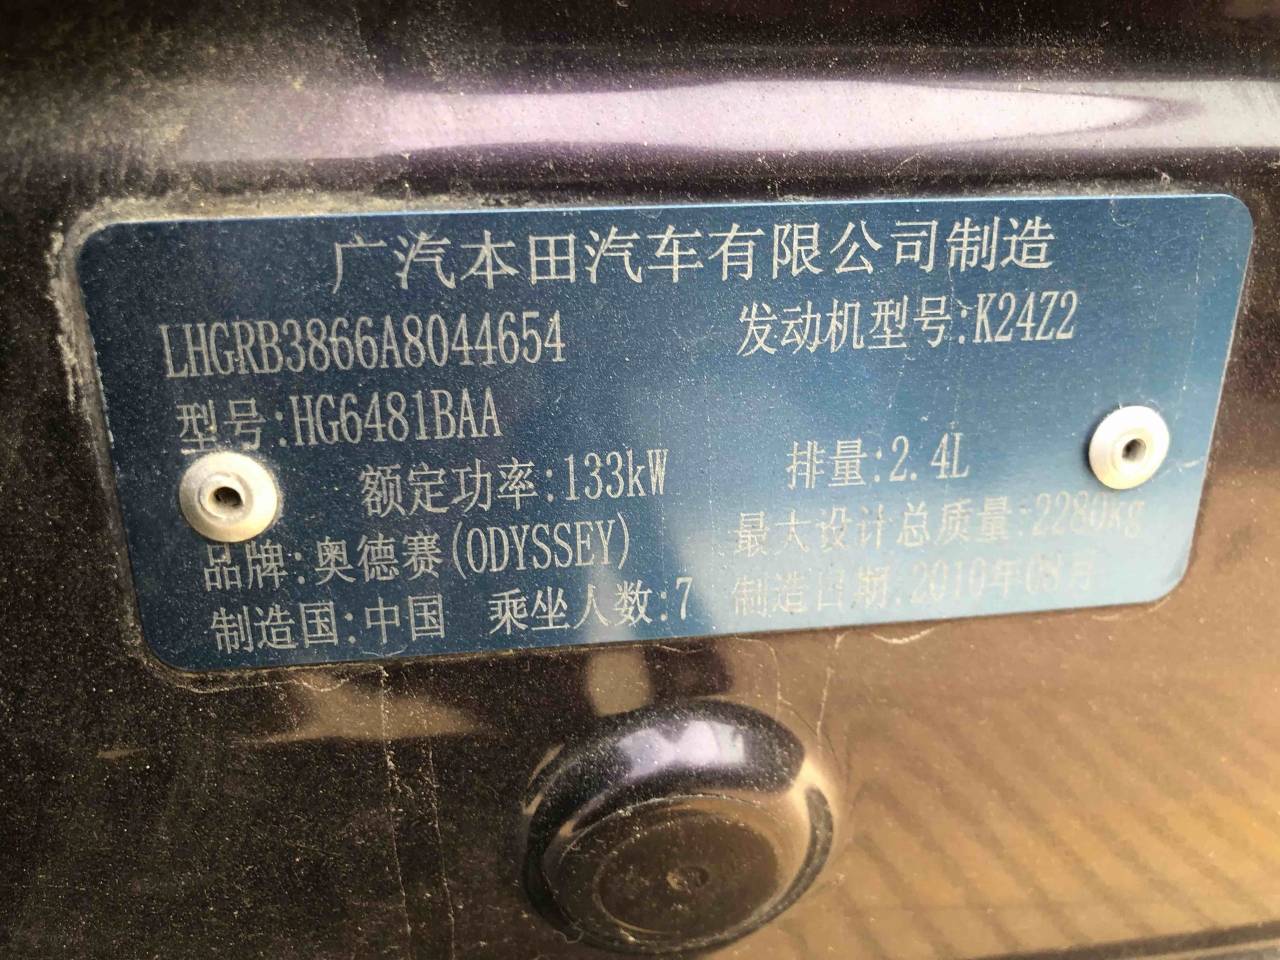 广汽本田汽车有限公司制造
LHGRB3866A8044654 发动机型号:K24Z2
型号:HG6481BAA
额定功率:133kW 排量:2.4L
品牌:奥德赛(ODYSSEY) 最大设计总质量:2280kg
制造国:中国 乘坐人数:7 制造日期:2010年